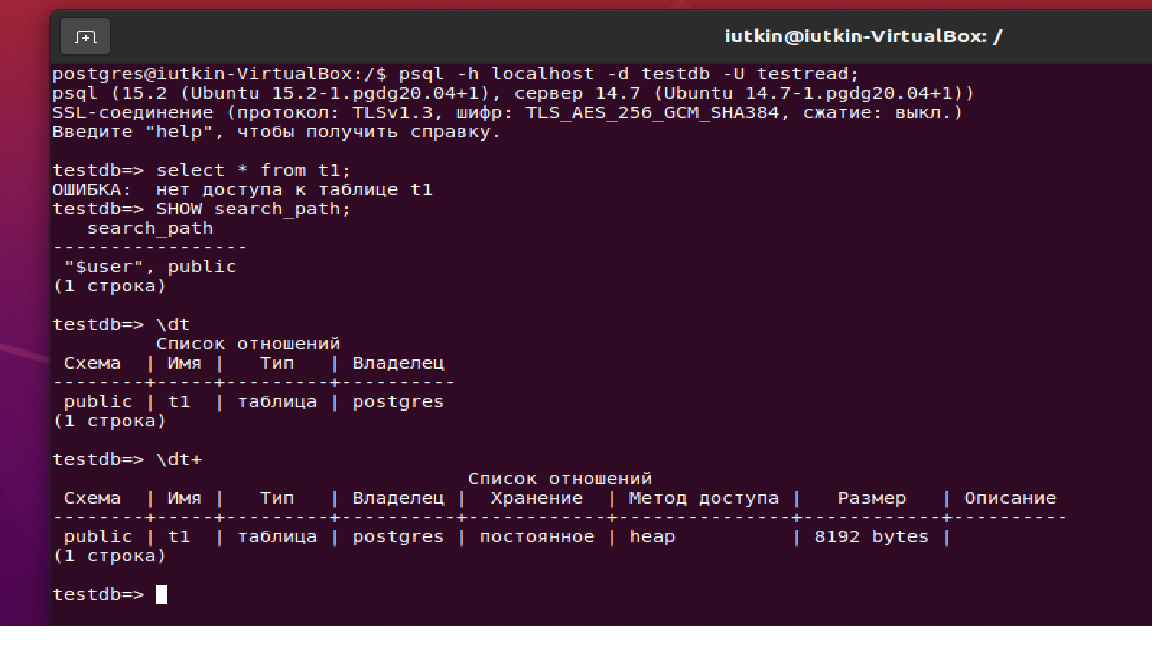 iutkin@iutkin-VirtualBox: /
postgres@iutkin-VirtualBox:/$ psql -h localhost -d testdb -U testread;
psql (15.2 (Ubuntu 15.2-1.pgdg20.04+1), сервер 14.7 (Ubuntu 14.7-1.pgdg20.04+1))
SSL-соединение (протокол: TLSv1.3, шифр: TLS_AES_256_GCM_SHA384, сжатие: выкл.)
Введите "help", чтобы получить справку.

testdb=> select * from t1;
ОШИБКА:  нет доступа к таблице t1
testdb=> SHOW search_path;
   search_path
-----------------
 "$user", public
(1 строка)

testdb=> \dt
         Список отношений
 Схема  | Имя |   Тип   | Владелец
--------+-----+---------+----------
 public | t1  | таблица | postgres
(1 строка)

testdb=> \dt+
                                    Список отношений
 Схема  | Имя |   Тип   | Владелец |  Хранение  | Метод доступа |   Размер   | Описание
--------+-----+---------+----------+------------+---------------+------------+----------
 public | t1  | таблица | postgres | постоянное | heap          | 8192 bytes |
(1 строка)

testdb=>